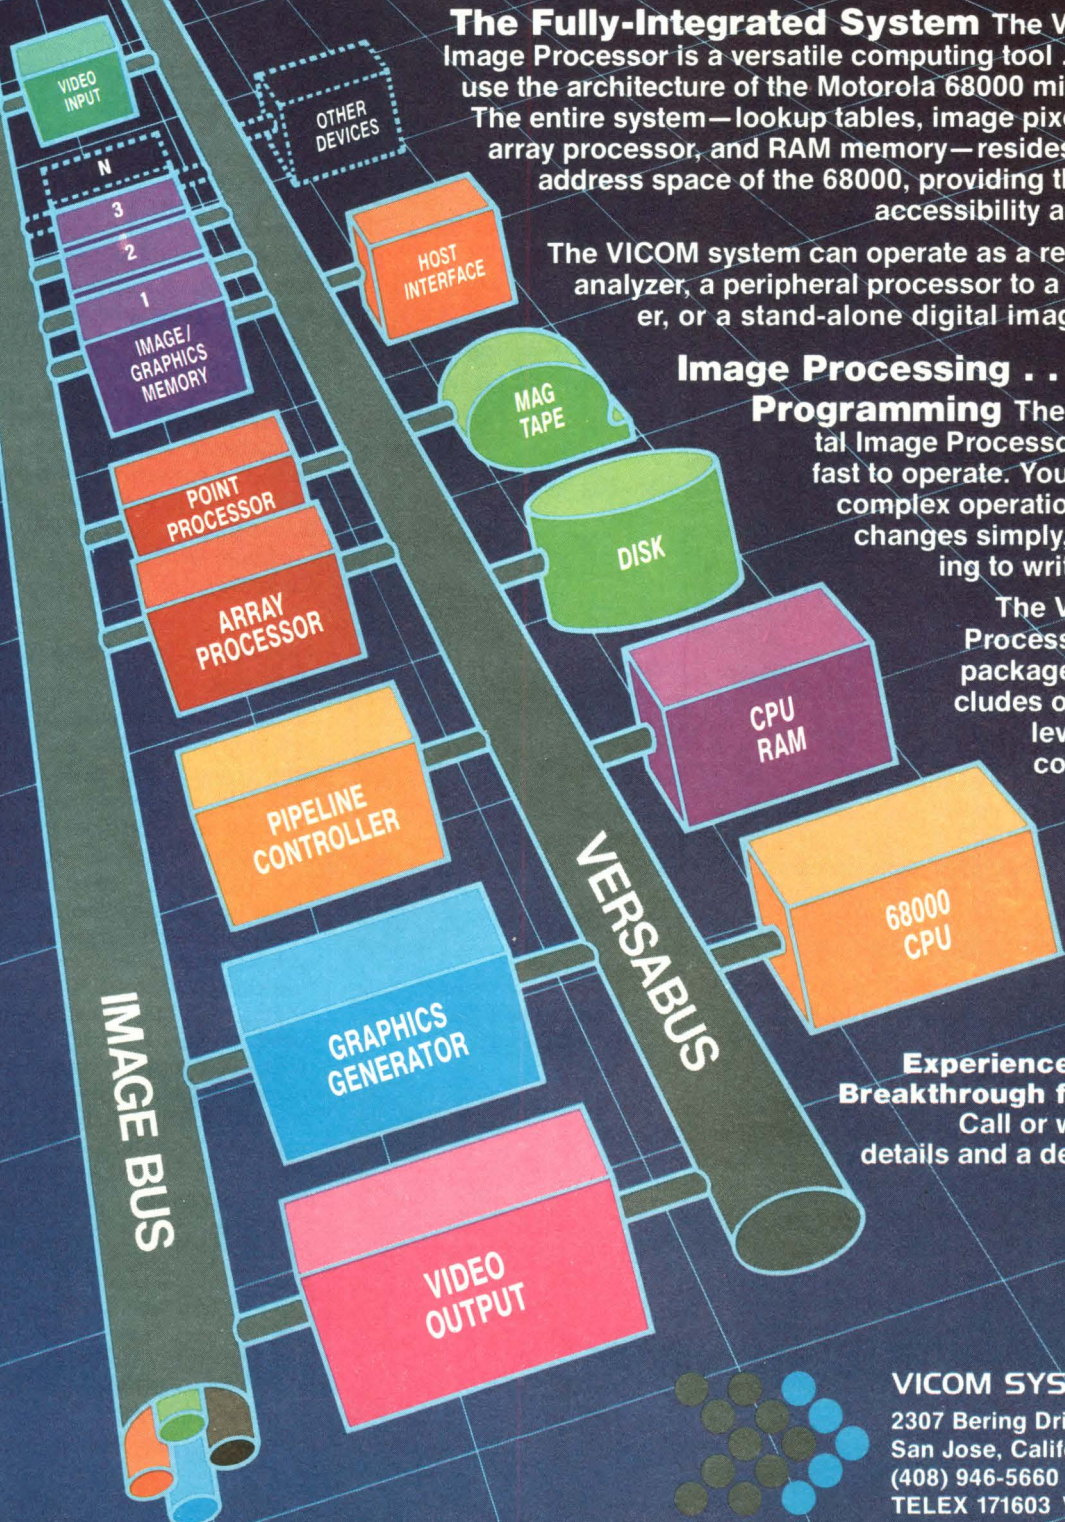 The Fully-Integrated System The V
Image Processor is a versatile computing tool .
use the architecture of the Motorola 68000 mi
The entire system—lookup tables, image pix
array processor, and RAM memory—resides
address space of the 68000, providing t
accessibility a
The VICOM system can operate as a re
analyzer, a peripheral processor to a
er, or a stand-alone digital imag
Image Processing . .
Programming The
tal Image Processo
fast to operate. You
complex operatio
changes simply,
ing to writ
The V
Process
package
cludes o
lev
co
Experience
Breakthrough f
Call or w
details and a de
VIDEO
INPUT
N
3
2
1
IMAGE/
GRAPHICS
MEMORY
POINT
PROCESSOR
ARRAY
PROCESSOR
PIPELINE
CONTROLLER
GRAPHICS
GENERATOR
VIDEO
OUTPUT
IMAGE BUS
VERSABUS
OTHER
DEVICES
HOST
INTERFACE
MAG
TAPE
DISK
CPU
RAM
68000
CPU
VICOM SYS
2307 Bering Dri
San Jose, Calif
(408) 946-5660
TELEX 171603